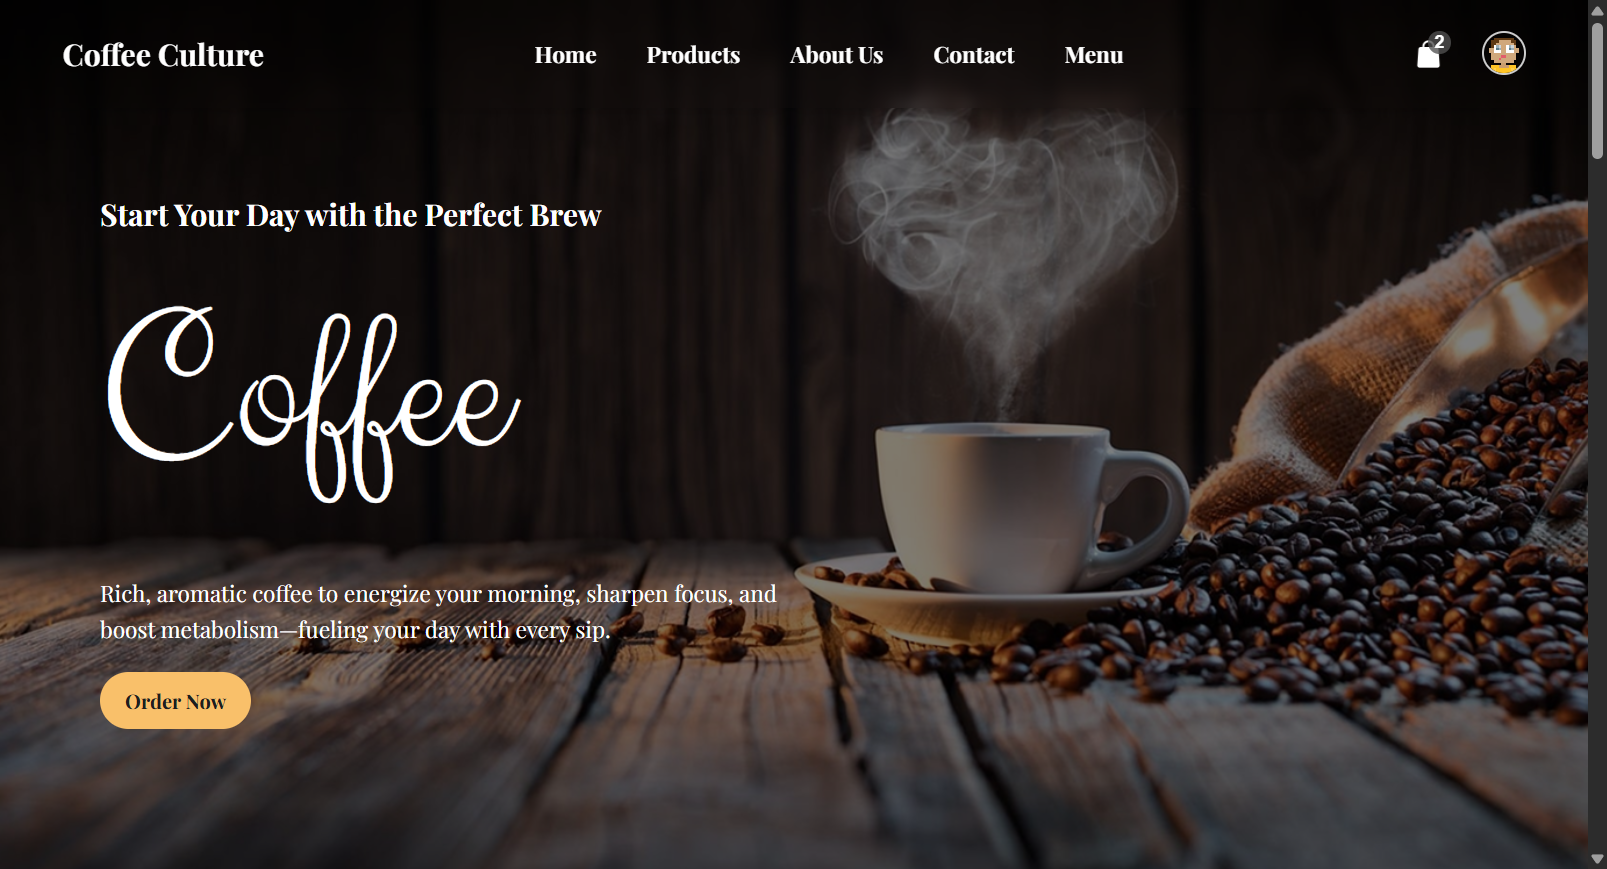 Coffee Culture
Home
Products
About Us
Contact
Menu
2
Start Your Day with the Perfect Brew
Coffee
Rich, aromatic coffee to energize your morning, sharpen focus, and
boost metabolism—fueling your day with every sip.
Order Now